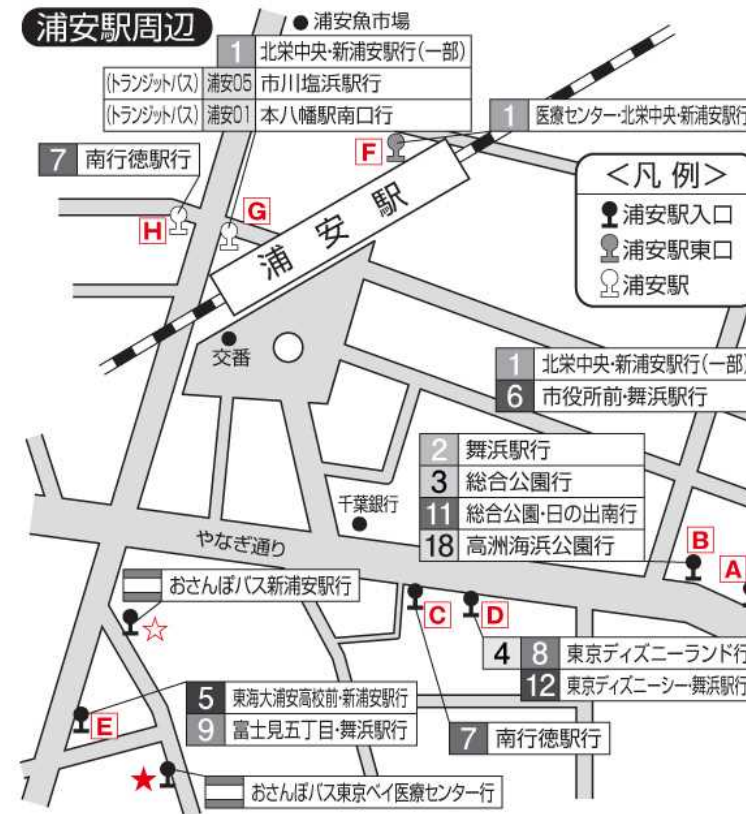 浦安駅周辺
浦安魚市場
1 北栄中央・新浦安駅行(一部)
(トランジットバス) 浦安05 市川塩浜駅行
(トランジットバス) 浦安01 本八幡駅南口行
1 医療センター・北栄中央・新浦安駅行
F
7 南行徳駅行
<凡例>
浦安駅入口
浦安駅東口
浦安駅
H
G
浦安駅
交番
1 北栄中央・新浦安駅行(一部)
6 市役所前・舞浜駅行
2 舞浜駅行
3 総合公園行
11 総合公園・日の出南行
18 高洲海浜公園行
千葉銀行
やなぎ通り
B
A
おさんぽバス新浦安駅行
☆
C
D
4 8 東京ディズニーランド行
12 東京ディズニーシー・舞浜駅行
5 東海大浦安高校前・新浦安駅行
9 富士見五丁目・舞浜駅行
E
7 南行徳駅行
★
おさんぽバス東京ベイ医療センター行